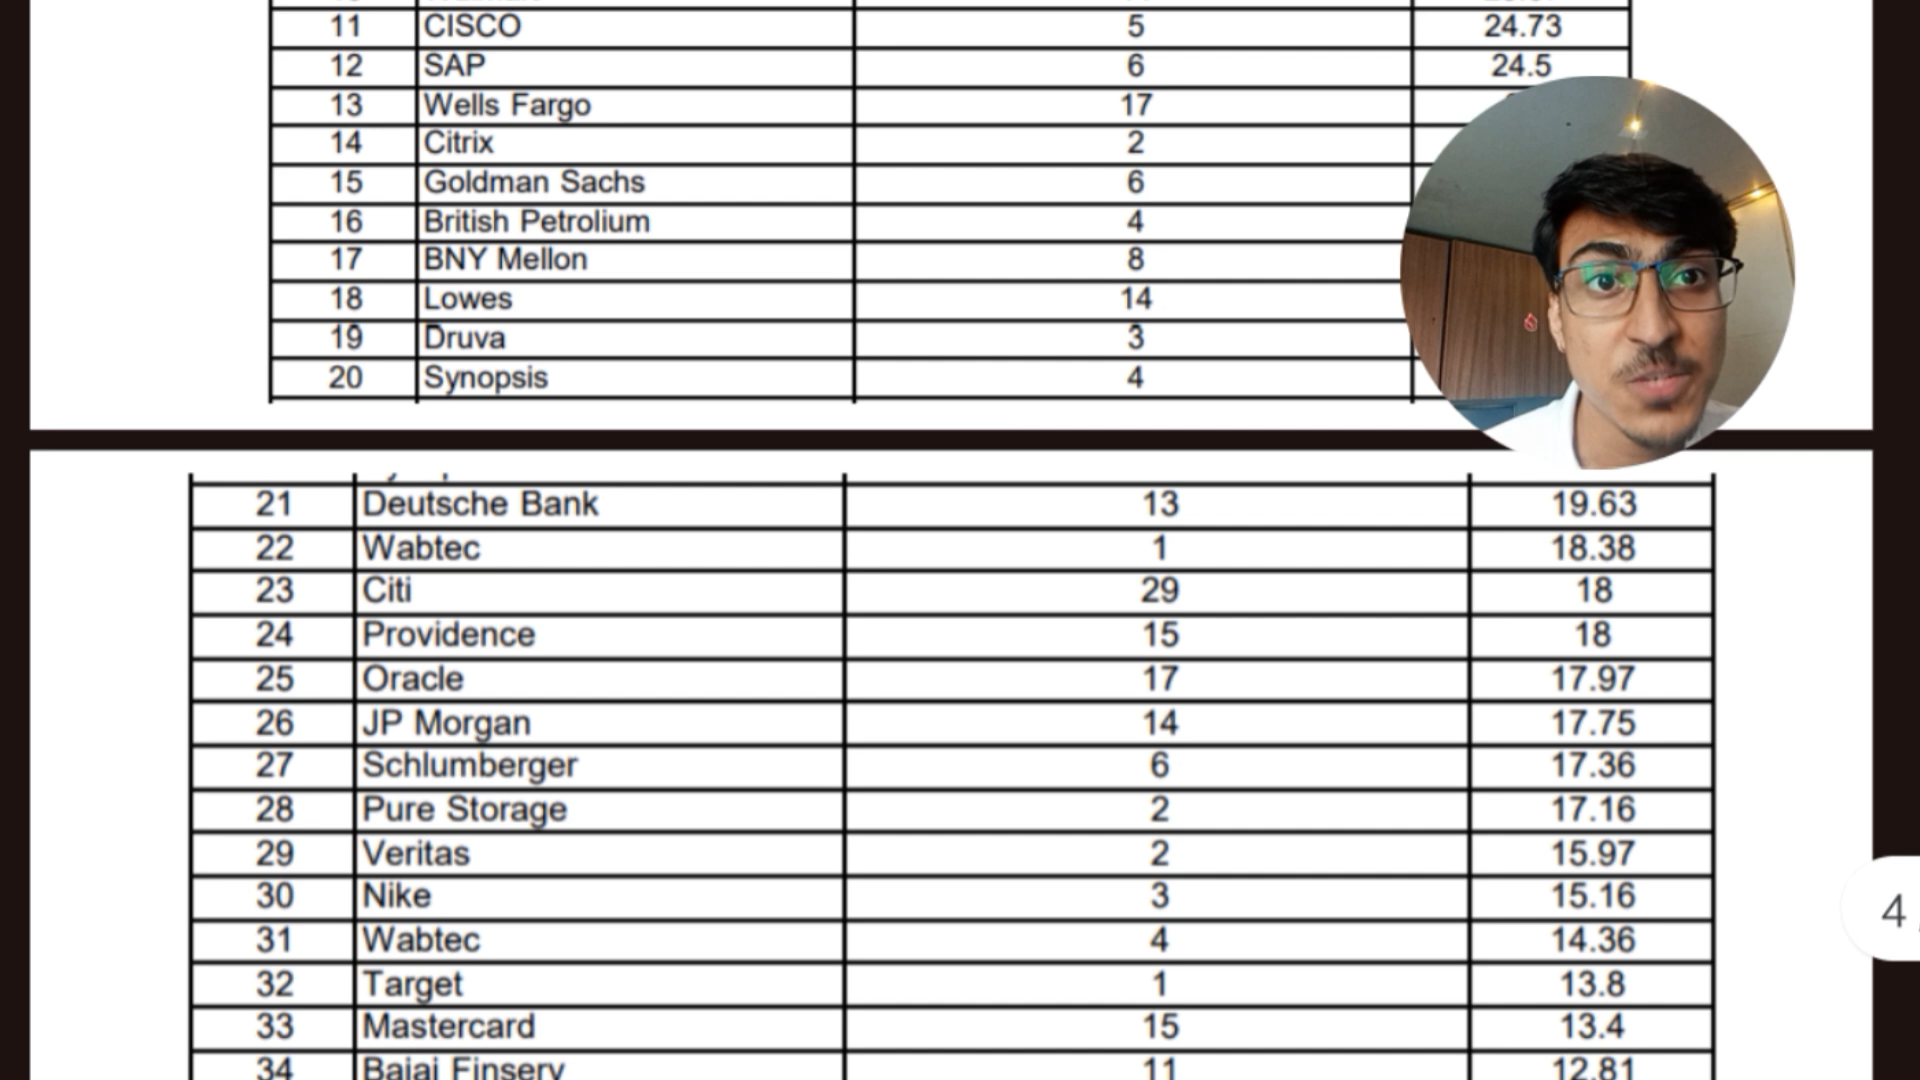 11 CISCO 5 24.73
12 SAP 6 24.5
13 Wells Fargo 17
14 Citrix 2
15 Goldman Sachs 6
16 British Petrolium 4
17 BNY Mellon 8
18 Lowes 14
19 Druva 3
20 Synopsis 4
21 Deutsche Bank 13 19.63
22 Wabtec 1 18.38
23 Citi 29 18
24 Providence 15 18
25 Oracle 17 17.97
26 JP Morgan 14 17.75
27 Schlumberger 6 17.36
28 Pure Storage 2 17.16
29 Veritas 2 15.97
30 Nike 3 15.16
31 Wabtec 4 14.36
32 Target 1 13.8
33 Mastercard 15 13.4
34 Bajaj Finserv 11 12.81
4